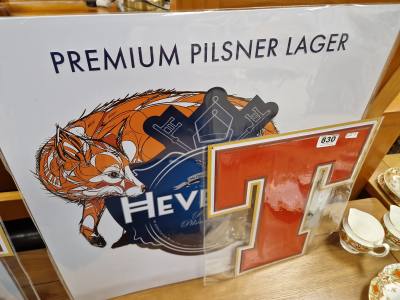 PREMIUM PILSNER LAGER
HEV
830
T